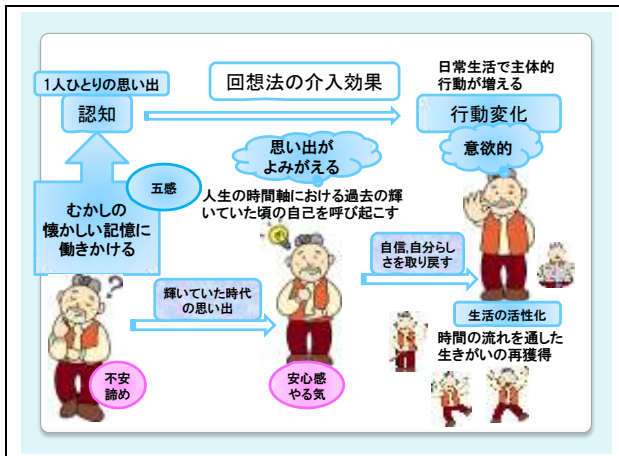 1人ひとりの思い出
認知
回想法の介入効果
日常生活で主体的
行動が増える
行動変化
意欲的
思い出が
よみがえる
五感
人生の時間軸における過去の輝
いていた頃の自己を呼び起こす
むかしの
懐かしい記憶に
働きかける
?
輝いていた時代
の思い出
自信,自分らし
さを取り戻す
生活の活性化
時間の流れを通した
生きがいの再獲得
不安
諦め
安心感
やる気